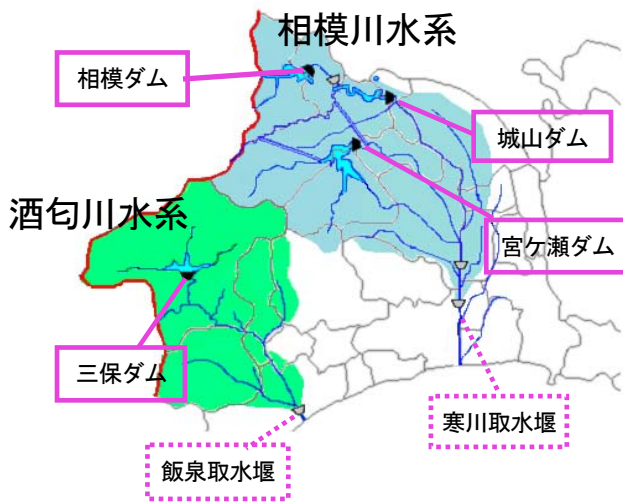 相模川水系
相模ダム
城山ダム
酒匂川水系
宮ケ瀬ダム
三保ダム
寒川取水堰
飯泉取水堰